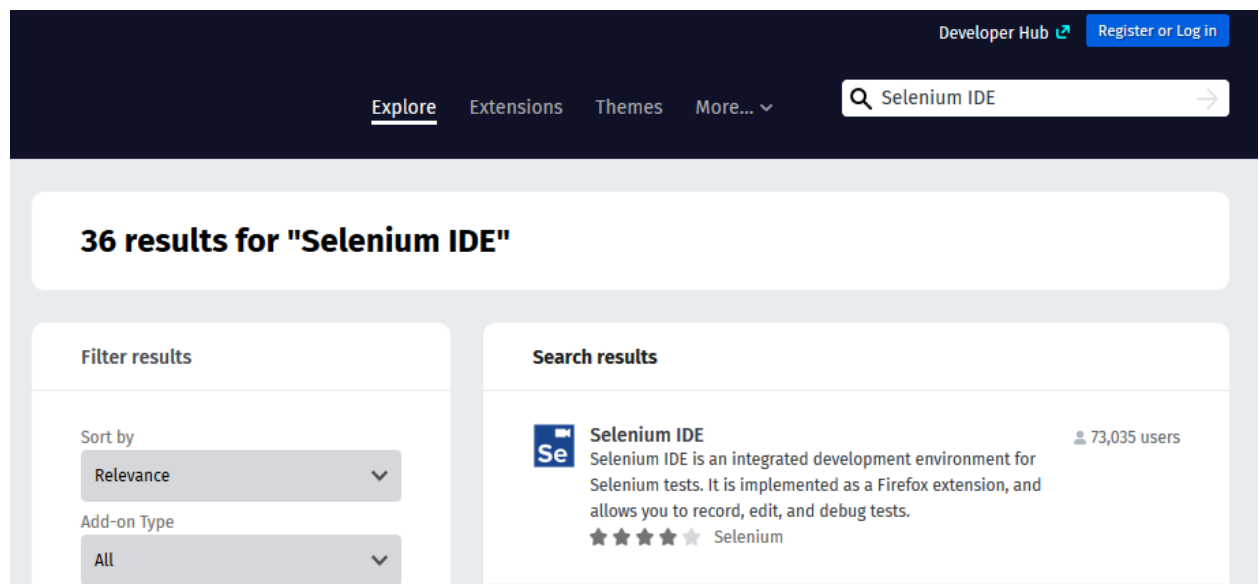 Developer Hub
Register or Log in
Explore
Extensions
Themes
More...
Selenium IDE
36 results for "Selenium IDE"
Filter results
Sort by
Relevance
Add-on Type
All
Search results
Se
Selenium IDE
73,035 users
Selenium IDE is an integrated development environment for
Selenium tests. It is implemented as a Firefox extension, and
allows you to record, edit, and debug tests.
Selenium